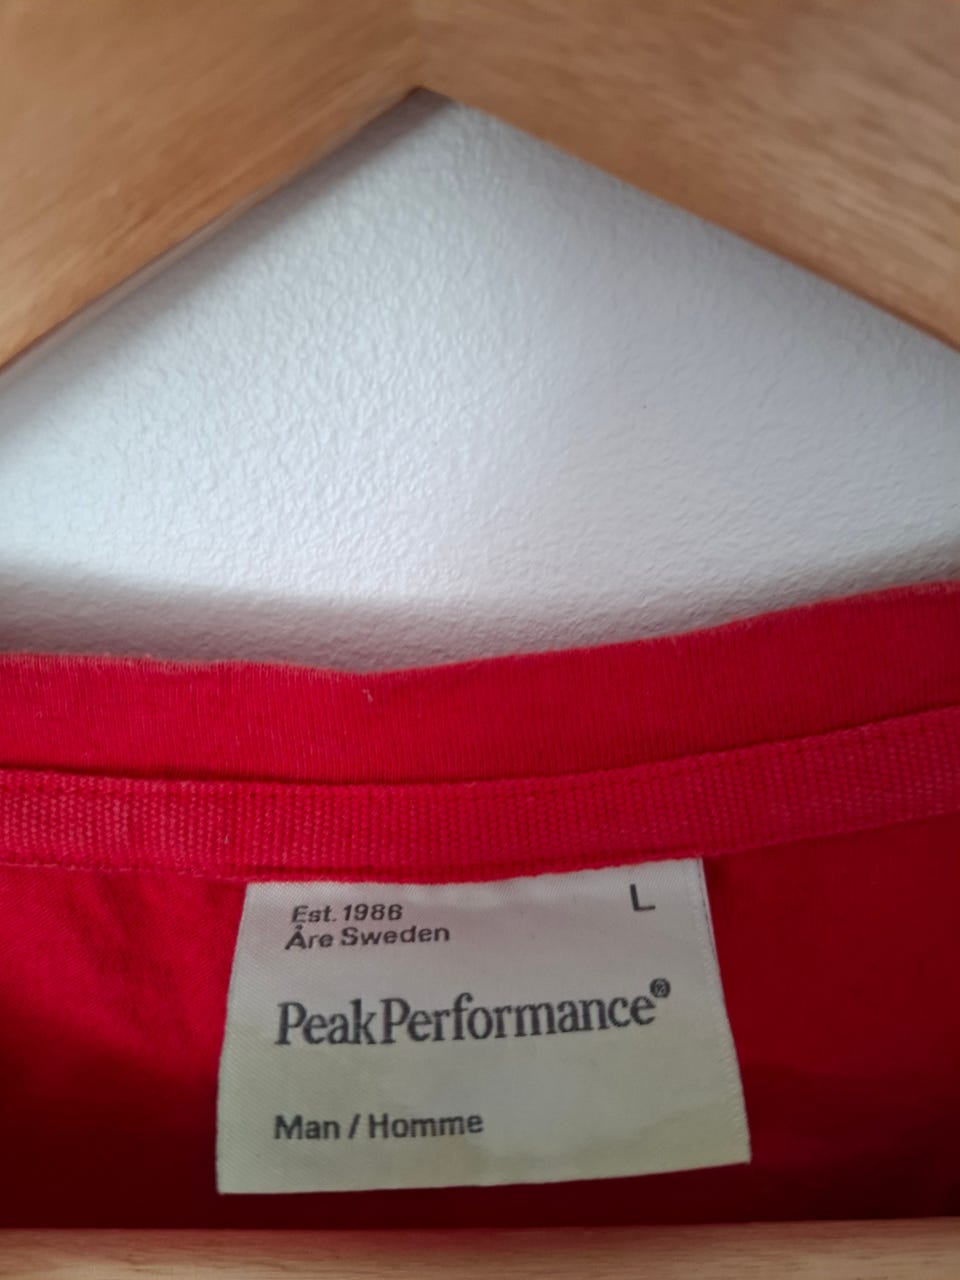 Est. 1986
L
Åre Sweden
PeakPerformance®
Man / Homme